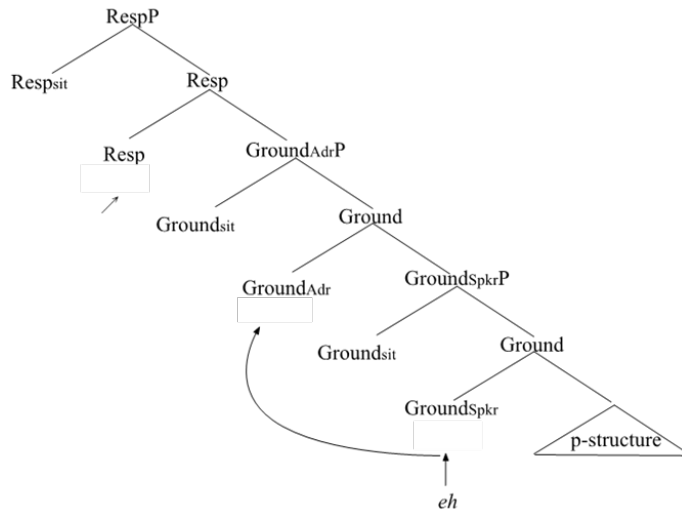 RespP
Respsit
Resp
Resp
GroundAdrP
Groundsit
Ground
GroundAdr
GroundSpkrP
Groundsit
Ground
GroundSpkr
p-structure
eh